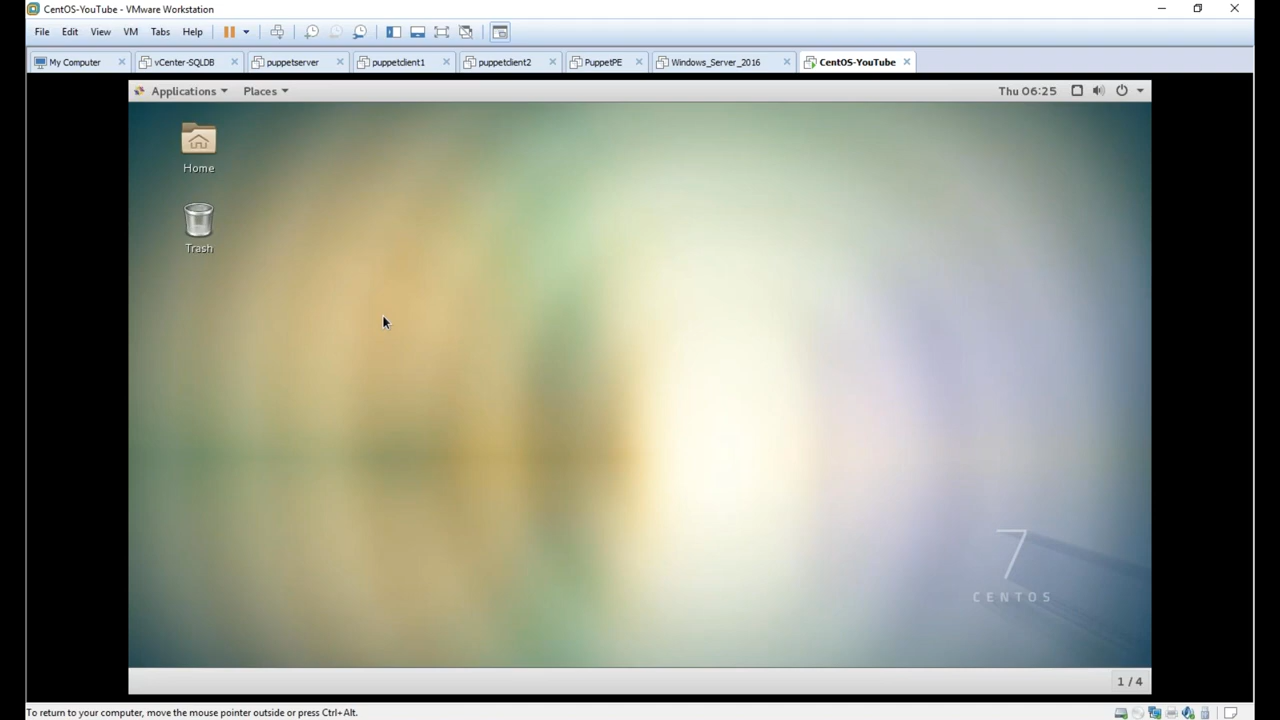 CentOS-YouTube - VMware Workstation
File Edit View VM Tabs Help
My Computer vCenter-SQLDB puppetserver puppetclient1 puppetclient2 PuppetPE Windows_Server_2016 CentOS-YouTube
Applications Places Thu 06:25
Home
Trash
7
CENTOS
1 / 4
To return to your computer, move the mouse pointer outside or press Ctrl+Alt.